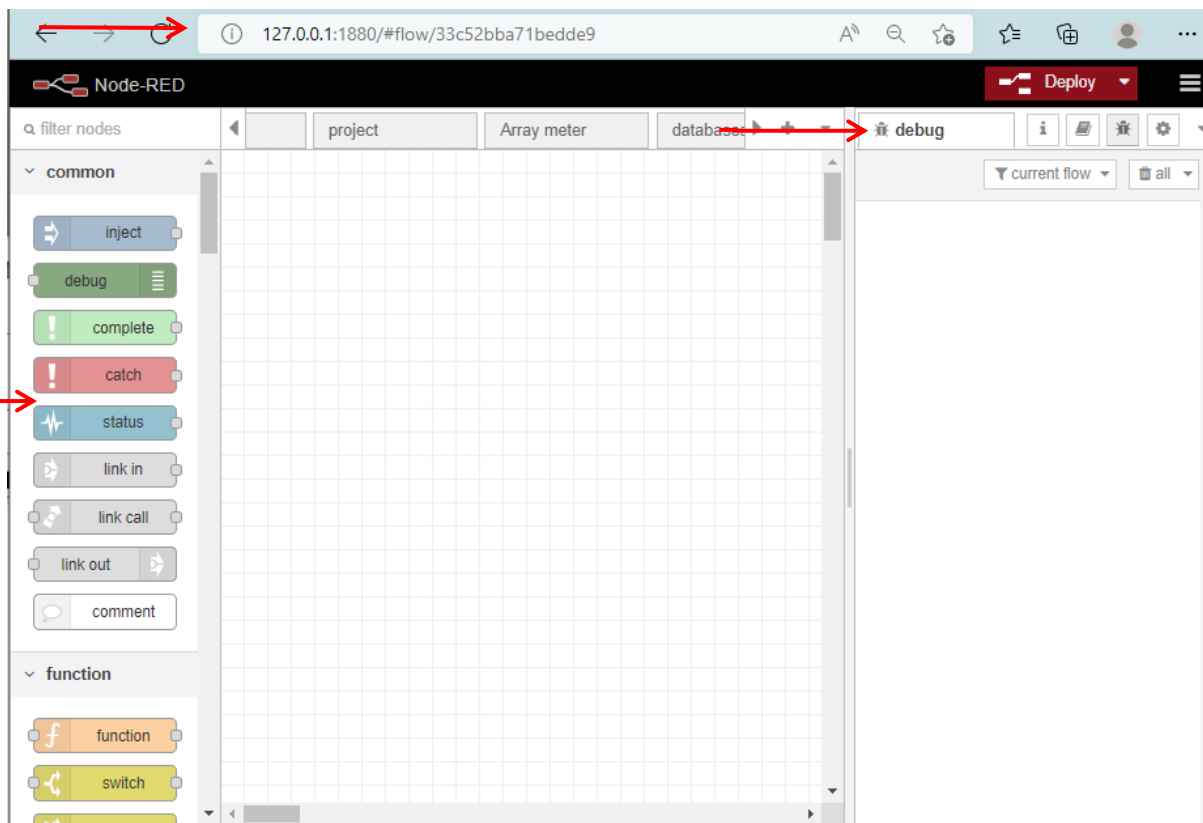 127.0.0.1:1880/#flow/33c52bba71bedde9
Node-RED
Deploy
filter nodes
project
Array meter
databases
debug
common
current flow
all
inject
debug
complete
catch
status
link in
link call
link out
comment
function
function
switch